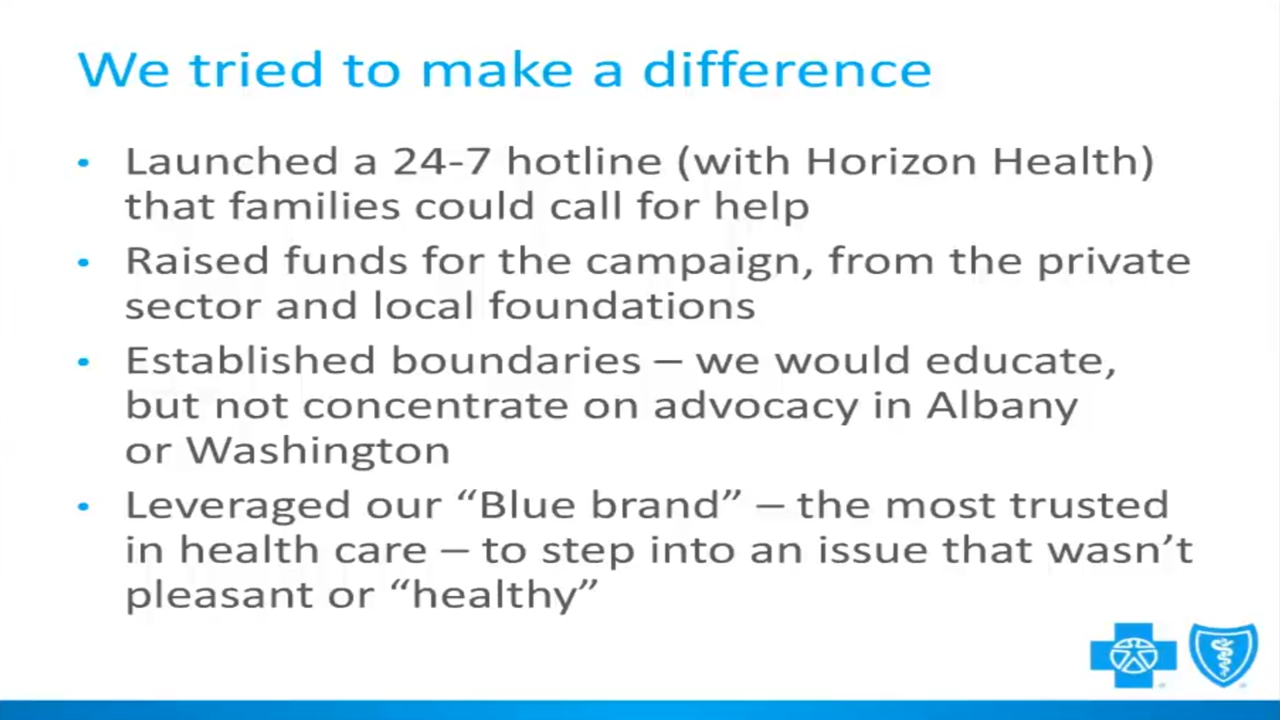 We tried to make a difference
• Launched a 24-7 hotline (with Horizon Health)
that families could call for help
• Raised funds for the campaign, from the private
sector and local foundations
• Established boundaries – we would educate,
but not concentrate on advocacy in Albany
or Washington
• Leveraged our “Blue brand” – the most trusted
in health care – to step into an issue that wasn’t
pleasant or “healthy”